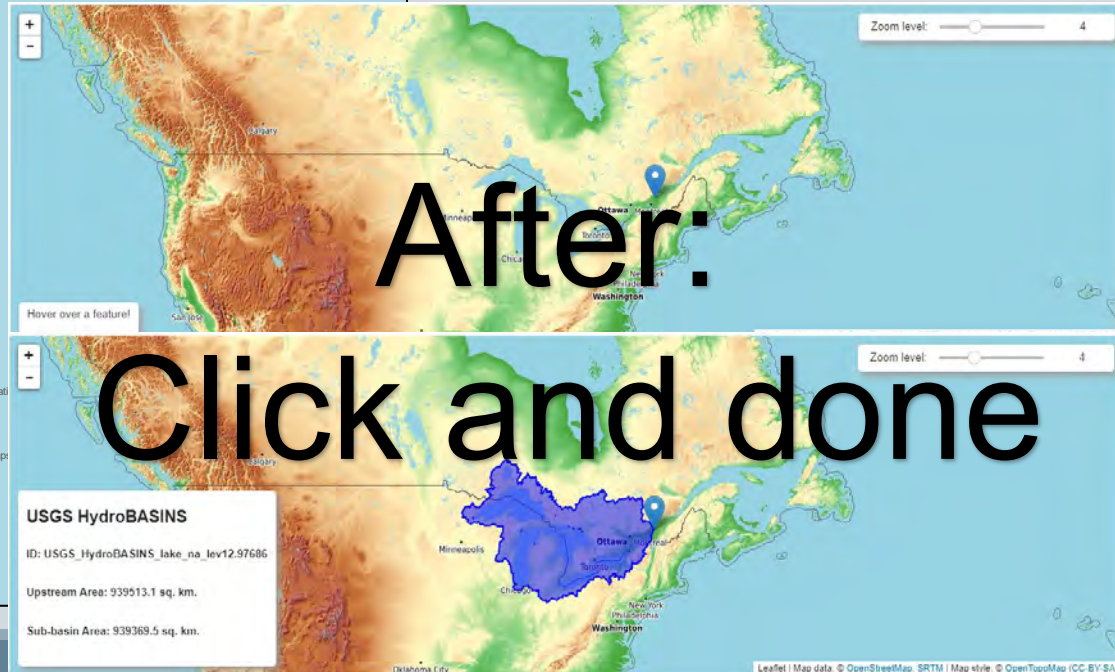 +
-
Zoom level: 4
Calgary
Ottawa
Toronto
New York
Philadelphia
Washington
San Jose
Hover over a feature!
After:
+
-
Zoom level: 4
Click and done
Calgary
USGS HydroBASINS
ID: USGS_HydroBASINS_lake_na_lev12.97686
Upstream Area: 939513.1 sq. km.
Sub-basin Area: 939369.5 sq. km.
Minneapolis
Ottawa
Montreal
Toronto
Chicago
New York
Philadelphia
Washington
Oklahoma City
Leaflet | Map data: © OpenStreetMap, SRTM | Map style: © OpenTopoMap (CC-BY-SA